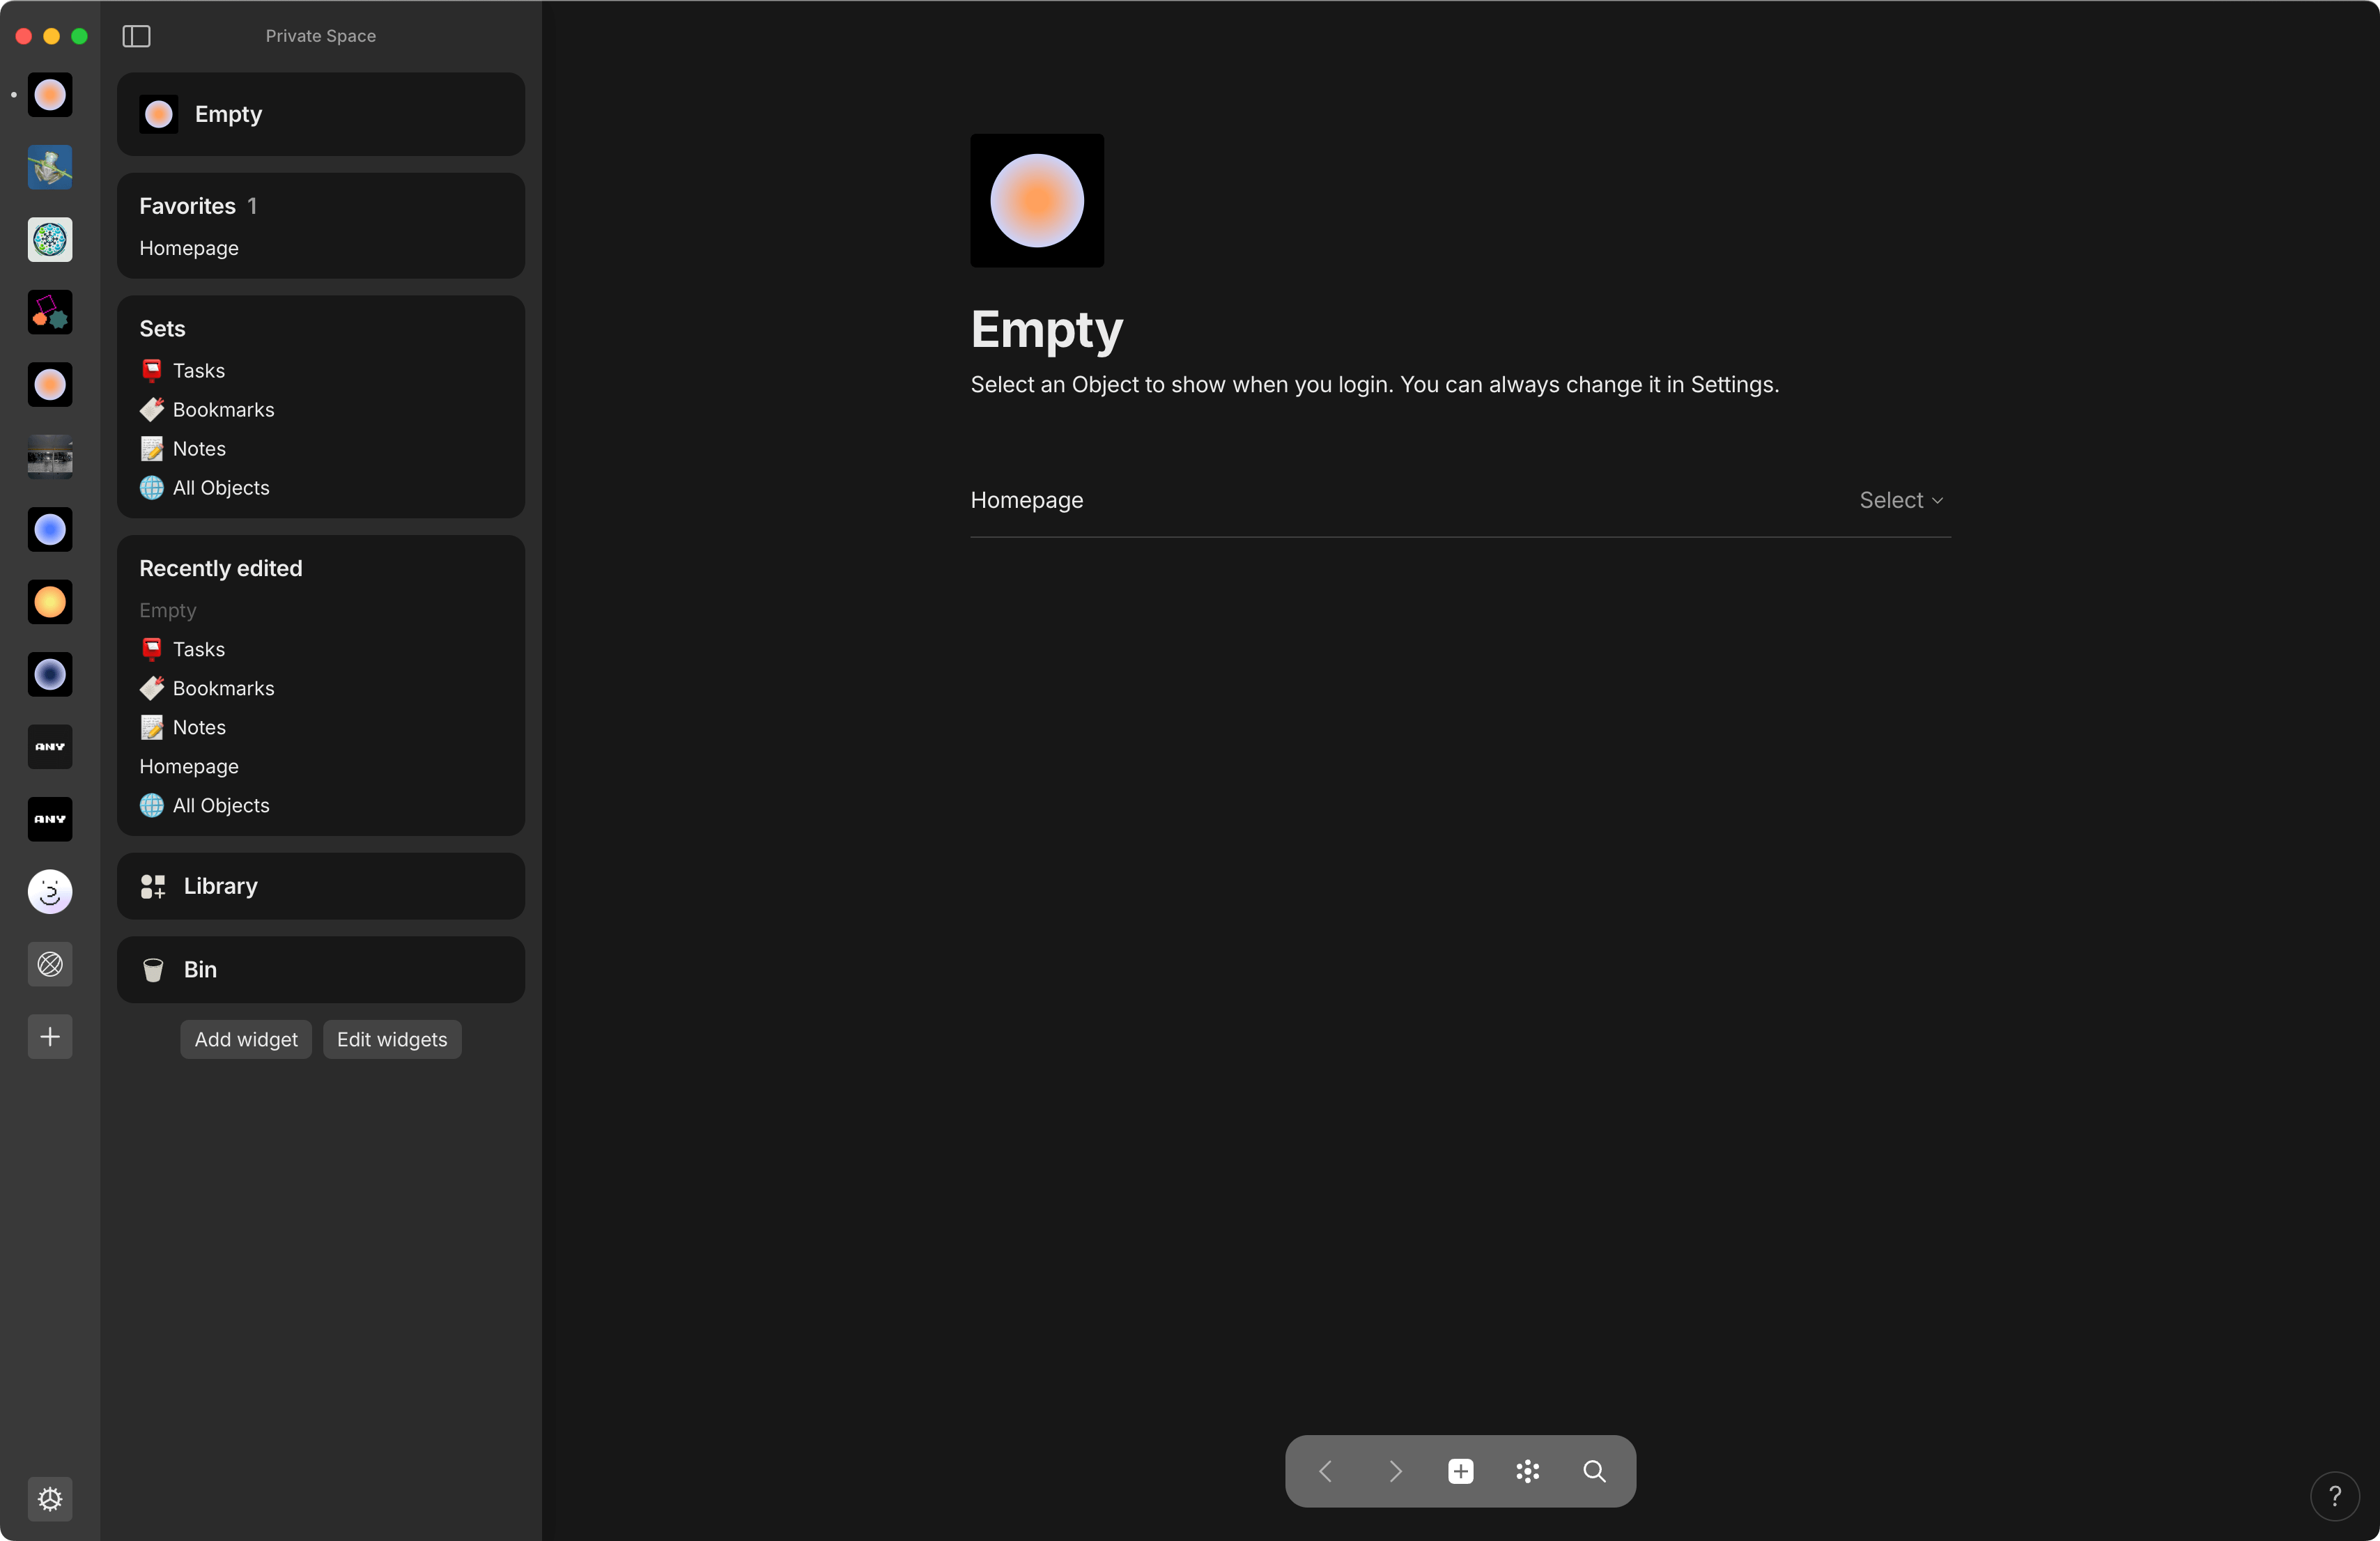 Private Space
Empty
Favorites 1
Homepage
Sets
Tasks
Bookmarks
Notes
All Objects
Recently edited
Empty
Tasks
Bookmarks
Notes
Homepage
All Objects
ANY
ANY
Library
Bin
Add widget Edit widgets
Empty
Select an Object to show when you login. You can always change it in Settings.
Homepage Select
?